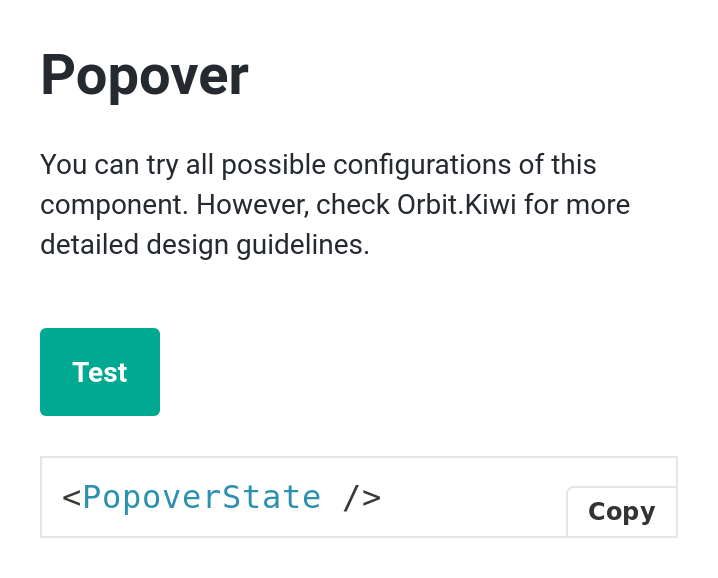 Popover
You can try all possible configurations of this
component. However, check Orbit.Kiwi for more
detailed design guidelines.
Test
<PopoverState />
Copy